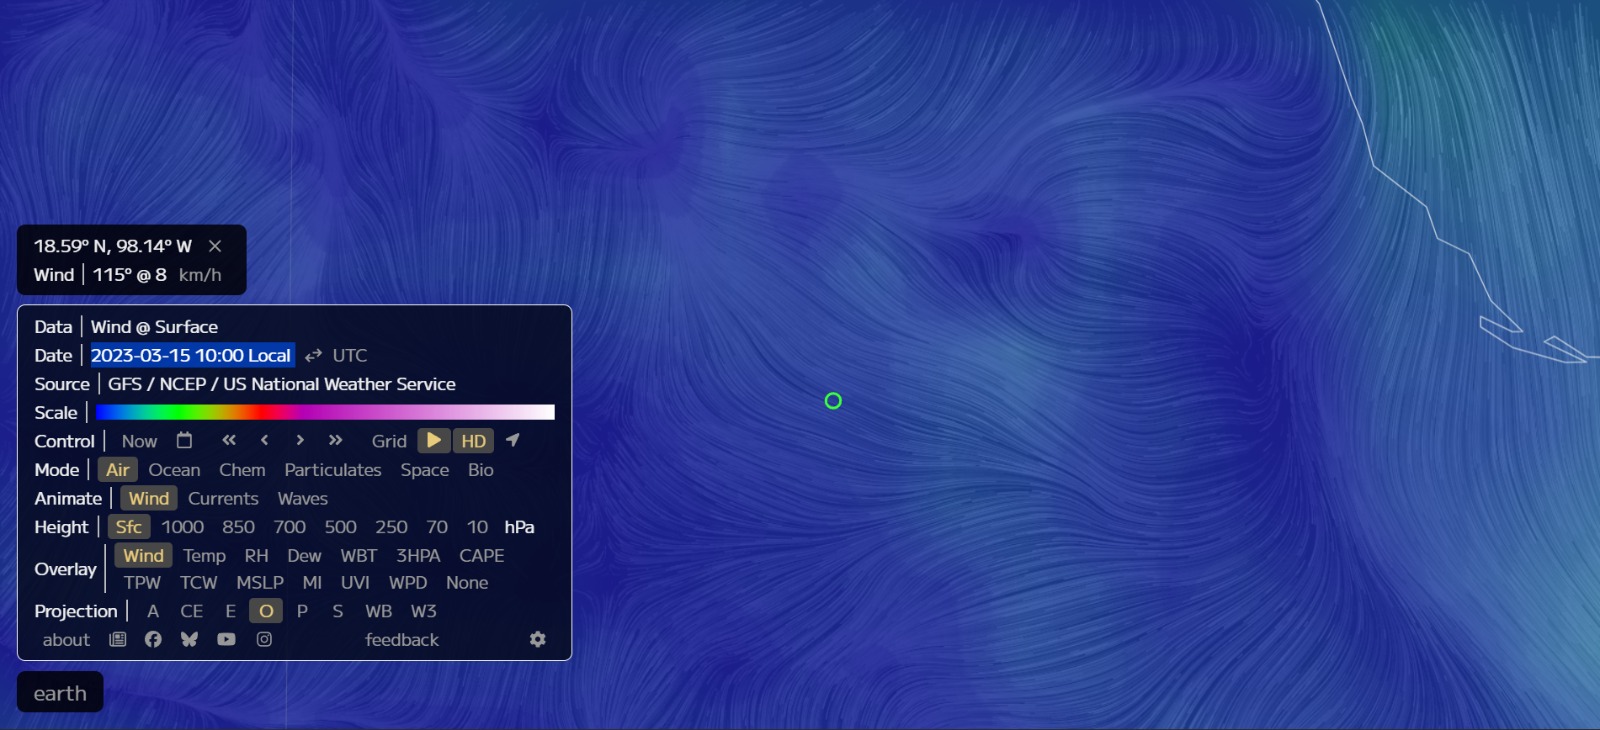 18.59° N, 98.14° W ×
Wind | 115° @ 8 km/h
Data | Wind @ Surface
Date | 2023-03-15 10:00 Local ⇄ UTC
Source | GFS / NCEP / US National Weather Service
Scale |
Control | Now « ‹ › » Grid HD
Mode | Air Ocean Chem Particulates Space Bio
Animate | Wind Currents Waves
Height | Sfc 1000 850 700 500 250 70 10 hPa
Overlay | Wind Temp RH Dew WBT 3HPA CAPE
TPW TCW MSLP MI UVI WPD None
Projection | A CE E O P S WB W3
about feedback
earth